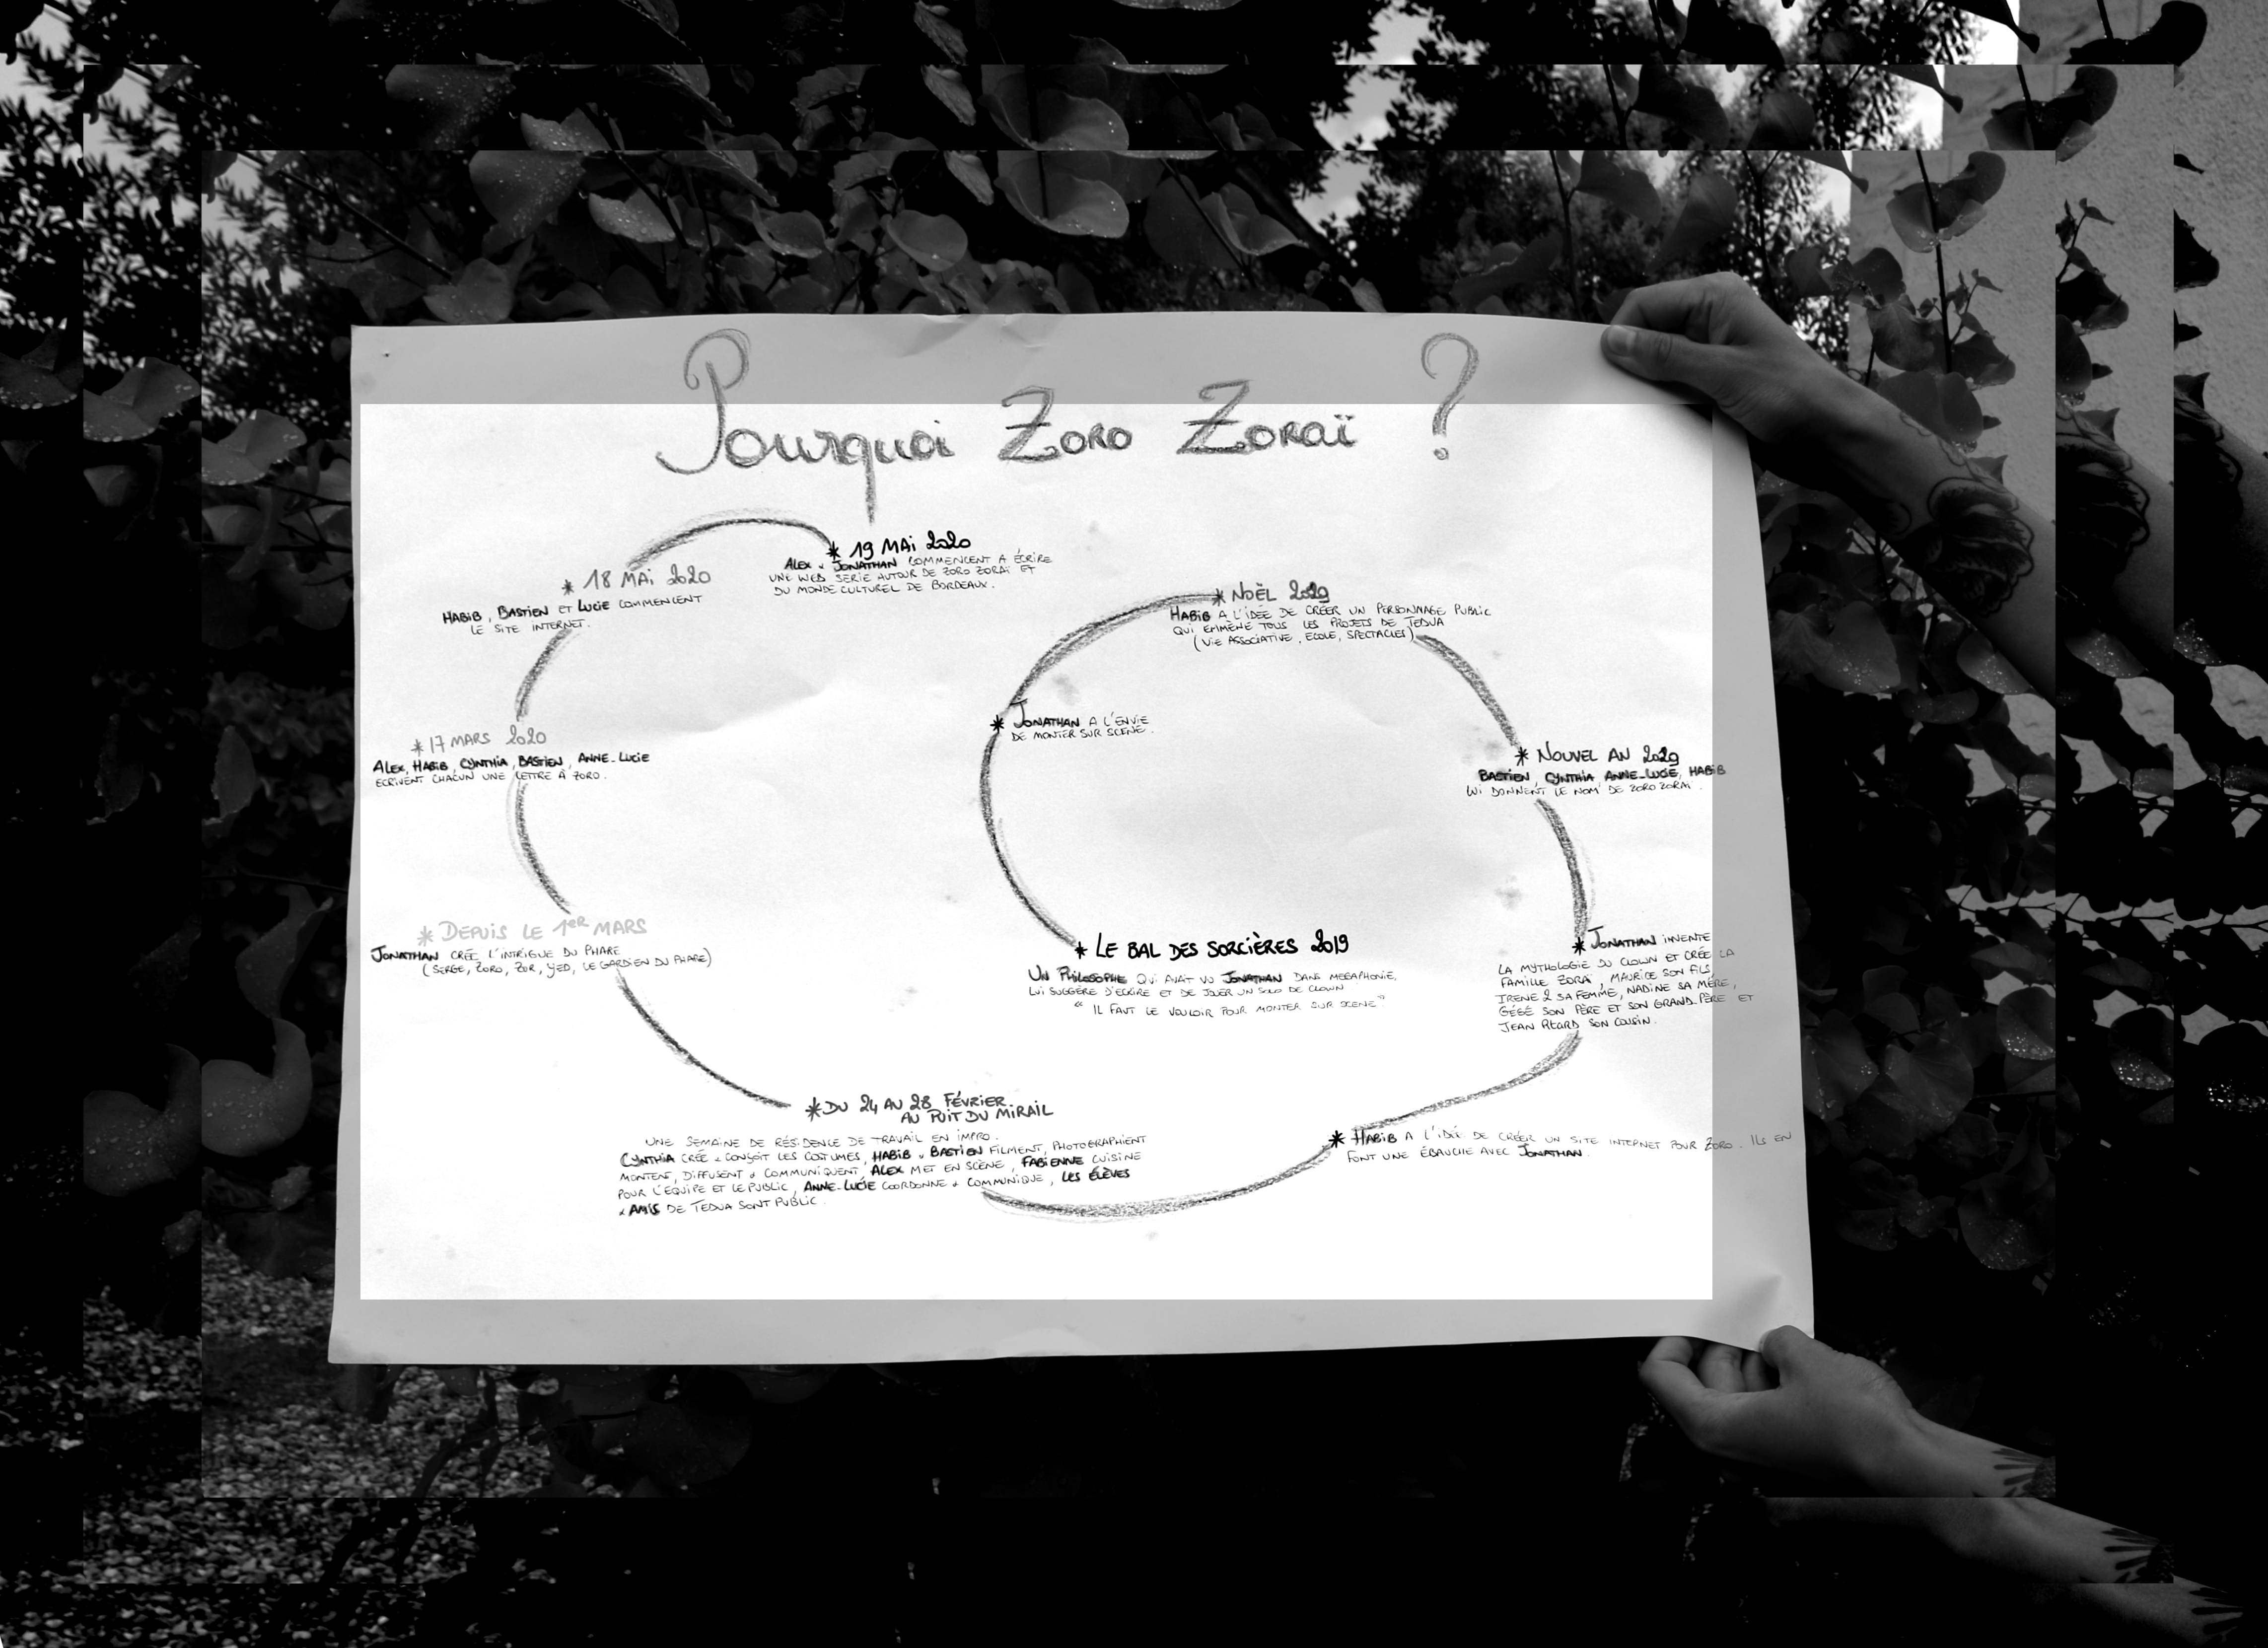 Pourquoi Zoro Zoraï ?
* 19 MAI 2020
ALEX & JONATHAN COMMENCENT A ÉCRIRE
UNE WEB SERIE AUTOUR DE ZORO ZORAÏ ET
DU MONDE CULTUREL DE BORDEAUX.
* 18 MAI 2020
HABIB, BASTIEN ET LUCIE COMMENCENT
LE SITE INTERNET.
* 17 MARS 2020
ALEX, HABIB, CYNTHIA, BASTIEN, ANNE-LUCIE
ECRIVENT CHACUN UNE LETTRE À ZORO.
* DEPUIS LE 1ER MARS
JONATHAN CRÉE L'INTRIGUE DU PHARE
(SERGE, ZORO, ZOR, YED, LE GARDIEN DU PHARE)
* DU 24 AU 28 FÉVRIER
AU PUIT DU MIRAIL
UNE SEMAINE DE RÉSIDENCE DE TRAVAIL EN IMPRO.
CYNTHIA CRÉE & CONÇOIT LES COSTUMES, HABIB & BASTIEN FILMENT, PHOTOGRAPHIENT
MONTENT, DIFFUSENT & COMMUNIQUENT, ALEX MET EN SCÈNE, FABIENNE CUISINE
POUR L'ÉQUIPE ET LE PUBLIC, ANNE-LUCIE COORDONNE & COMMUNIQUE, LES ÉLÈVES
& AMIS DE TEDUA SONT PUBLIC.
* NOËL 2019
HABIB A L'IDÉE DE CRÉER UN PERSONNAGE PUBLIC
QUI EMMÈNE TOUS LES PROJETS DE TEDUA
(VIE ASSOCIATIVE, ECOLE, SPECTACLES)
* JONATHAN A L'ENVIE
DE MONTER SUR SCÈNE.
* NOUVEL AN 2020
BASTIEN, CYNTHIA ANNE-LUCIE, HABIB
LUI DONNENT LE NOM DE ZORO ZORAI.
* LE BAL DES SORCIÈRES 2019
UN PHILOSOPHE QUI AVAIT VU JONATHAN DANS MEGAPHONIE,
LUI SUGGÈRE D'ECRIRE ET DE JOUER UN SOLO DE CLOWN
" IL FAUT LE VOULOIR POUR MONTER SUR SCENE"
* JONATHAN INVENTE
LA MYTHOLOGIE DU CLOWN ET CRÉE LA
FAMILLE ZORAÏ, MAURICE SON FILS,
IRENE 2 SA FEMME, NADINE SA MÈRE,
GÉGÉ SON PÈRE ET SON GRAND-PÈRE ET
JEAN RTARD SON COUSIN.
* HABIB A L'IDÉE DE CRÉER UN SITE INTERNET POUR ZORO. ILS EN
FONT UNE ÉBAUCHE AVEC JONATHAN.